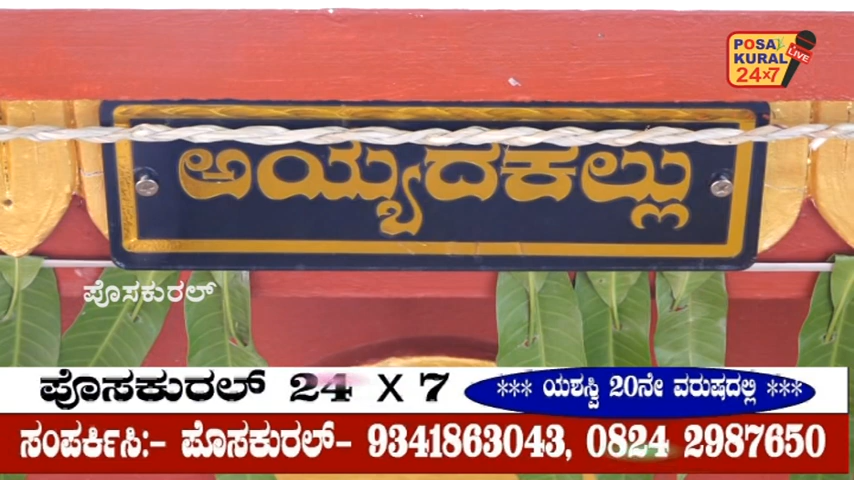 POSA
KURAL
24x7
LIVE
ಅಯ್ಯದಕಲ್ಲು
ಪೊಸಕುರಲ್
ಪೊಸಕುರಲ್ 24 X 7
*** ಯಶಸ್ವಿ 20ನೇ ವರುಷದಲ್ಲಿ ***
ಸಂಪರ್ಕಿಸಿ:- ಪೊಸಕುರಲ್- 9341863043, 0824 2987650